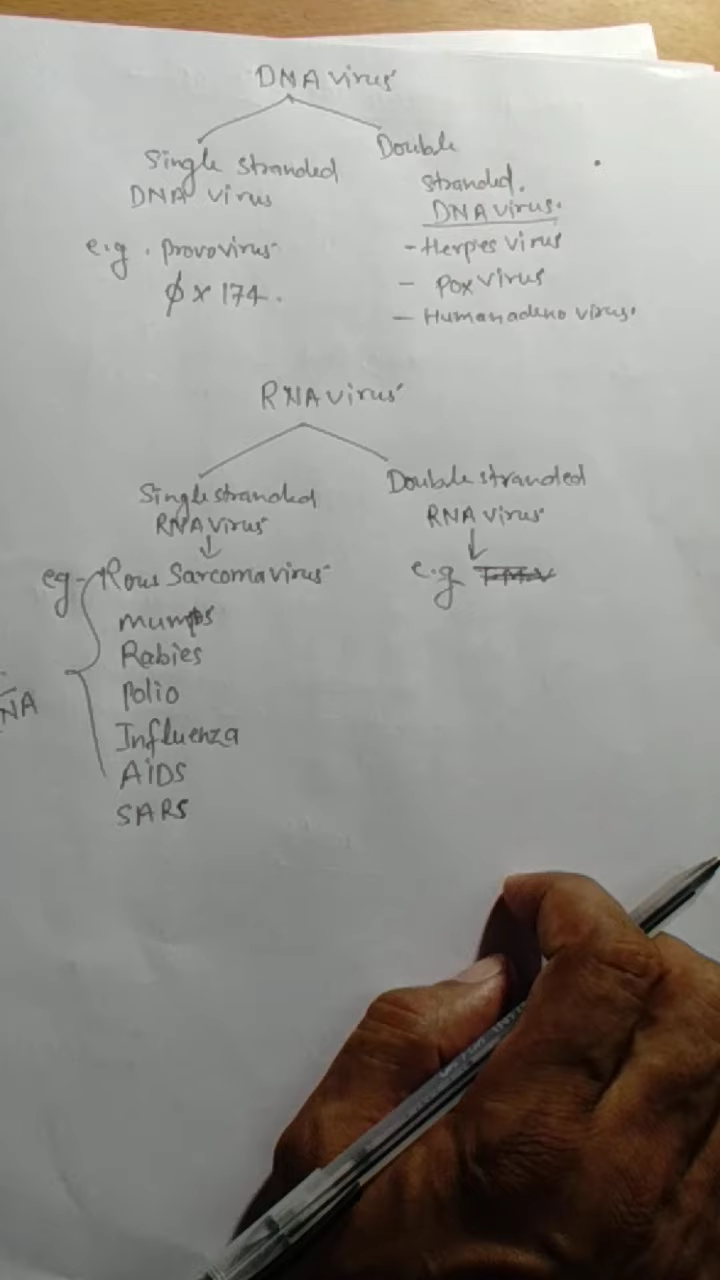 DNA virus
Single stranded
DNA virus
e.g. provovirus
φ x 174.
Double
stranded.
DNA virus.
- Herpes virus
- pox virus
- Human adeno virus.
RNA virus
Single stranded
RNA virus
↓
eg- Rous Sarcoma virus
mumps
Rabies
polio
Influenza
AIDS
SARS
NA
Double stranded
RNA virus
↓
e.g TMV